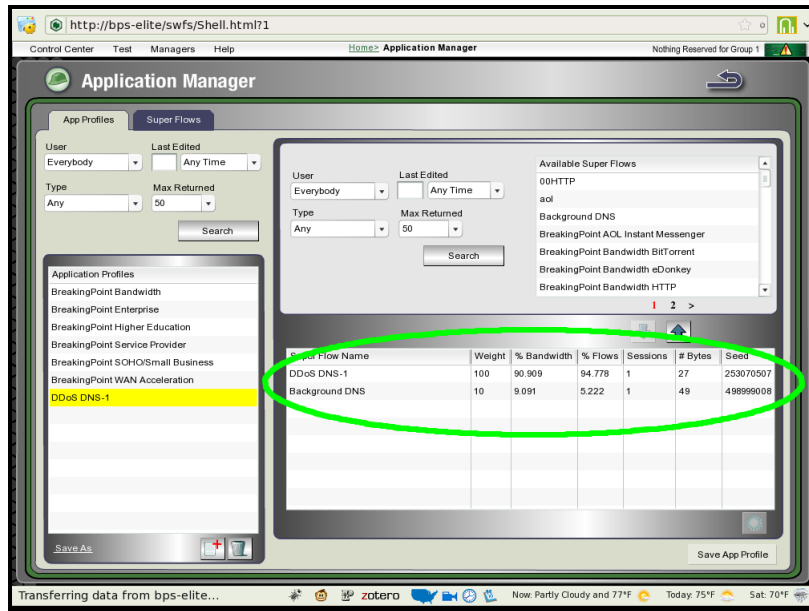 http://bps-elite/swfs/Shell.html?1
Control Center Test Managers Help Home> Application Manager Nothing Reserved for Group 1
Application Manager
App Profiles Super Flows
User Last Edited
Everybody Any Time
Type Max Returned
Any 50
Search
Application Profiles
BreakingPoint Bandwidth
BreakingPoint Enterprise
BreakingPoint Higher Education
BreakingPoint Service Provider
BreakingPoint SOHO/Small Business
BreakingPoint WAN Acceleration
DDoS DNS-1
Save As
User Last Edited
Everybody Any Time
Type Max Returned
Any 50
Search
Available Super Flows
00HTTP
aol
Background DNS
BreakingPoint AOL Instant Messenger
BreakingPoint Bandwidth BitTorrent
BreakingPoint Bandwidth eDonkey
BreakingPoint Bandwidth HTTP
1 2 >
Super Flow Name Weight % Bandwidth % Flows Sessions # Bytes Seed
DDoS DNS-1 100 90.909 94.778 1 27 253070507
Background DNS 10 9.091 5.222 1 49 498999008
Save App Profile
Transferring data from bps-elite... zotero Now: Partly Cloudy and 77°F Today: 75°F Sat: 70°F